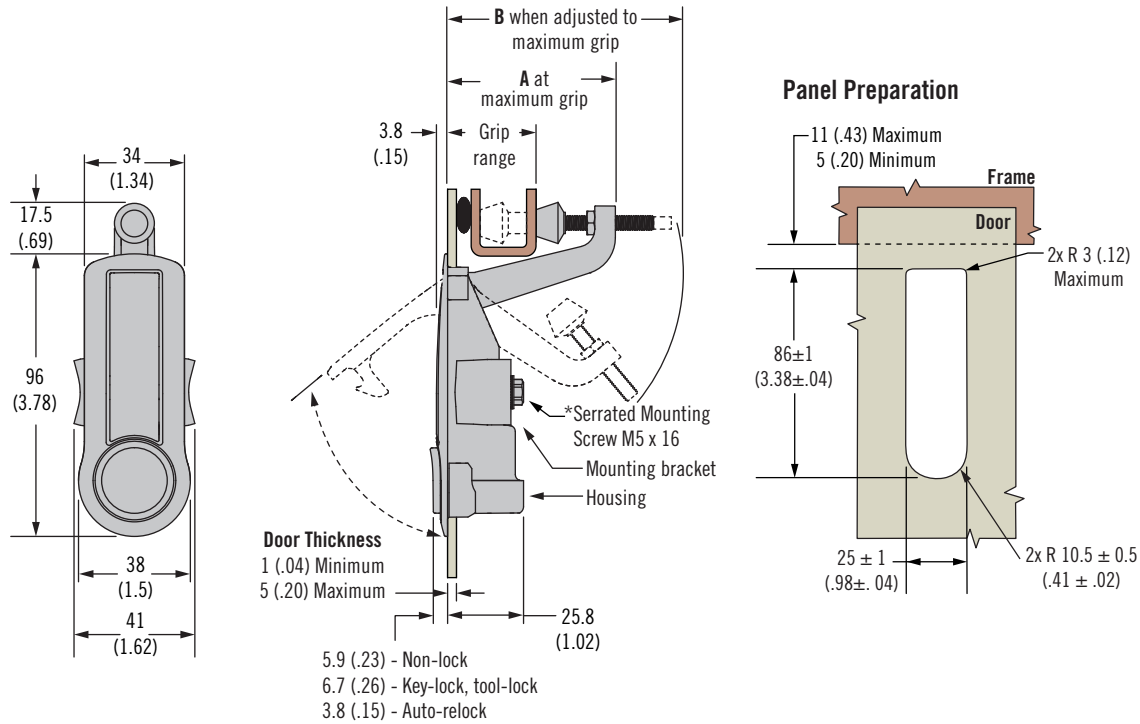 B when adjusted to
maximum grip
A at
maximum grip
3.8
(.15)
Grip
range
34
(1.34)
17.5
(.69)
96
(3.78)
38
(1.5)
41
(1.62)
*Serrated Mounting
Screw M5 x 16
Mounting bracket
Housing
Door Thickness
1 (.04) Minimum
5 (.20) Maximum
25.8
(1.02)
5.9 (.23) - Non-lock
6.7 (.26) - Key-lock, tool-lock
3.8 (.15) - Auto-relock
Panel Preparation
11 (.43) Maximum
5 (.20) Minimum
Frame
Door
2x R 3 (.12)
Maximum
86±1
(3.38±.04)
25 ± 1
(.98±. 04)
2x R 10.5 ± 0.5
(.41 ± .02)